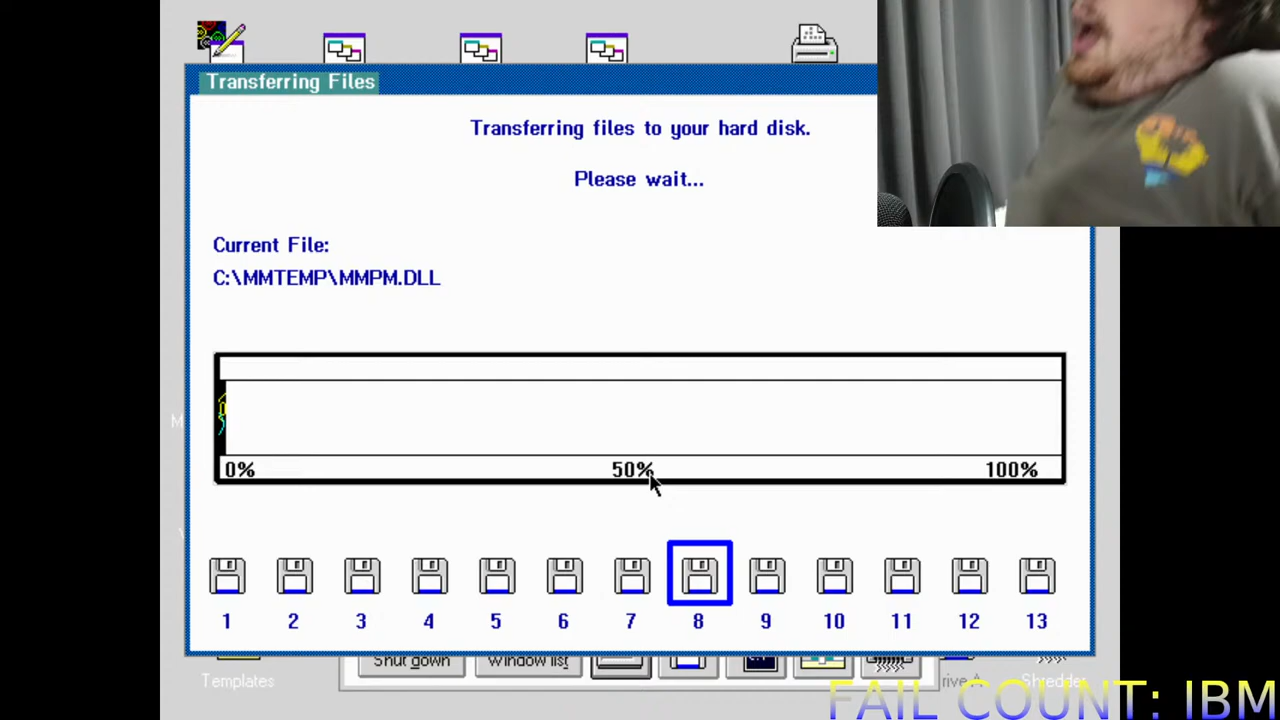 Transferring Files
Transferring files to your hard disk.
Please wait...
Current File:
C:\MMTEMP\MMPM.DLL
0% 50% 100%
1 2 3 4 5 6 7 8 9 10 11 12 13
Shut down Window list
Templates rive A Shredder
FAIL COUNT: IBM